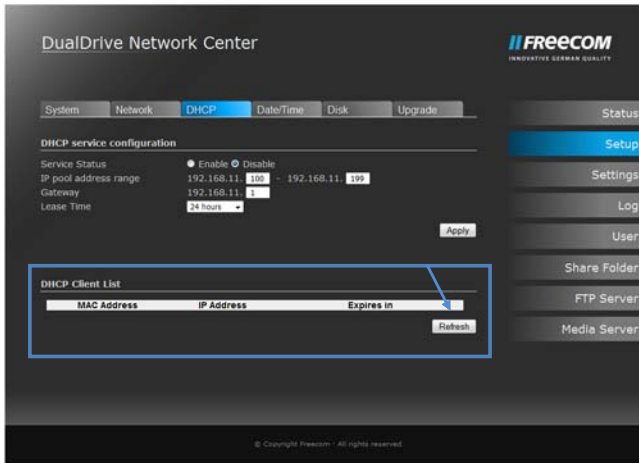 DualDrive Network Center
FREECOM
INNOVATIVE GERMAN QUALITY
System Network DHCP Date/Time Disk Upgrade
DHCP service configuration
Service Status Enable Disable
IP pool address range 192.168.11. 100 - 192.168.11. 199
Gateway 192.168.11. 1
Lease Time 24 hours
Apply
DHCP Client List
MAC Address IP Address Expires in
Refresh
Status
Setup
Settings
Log
User
Share Folder
FTP Server
Media Server
© Copyright Freecom - All rights reserved